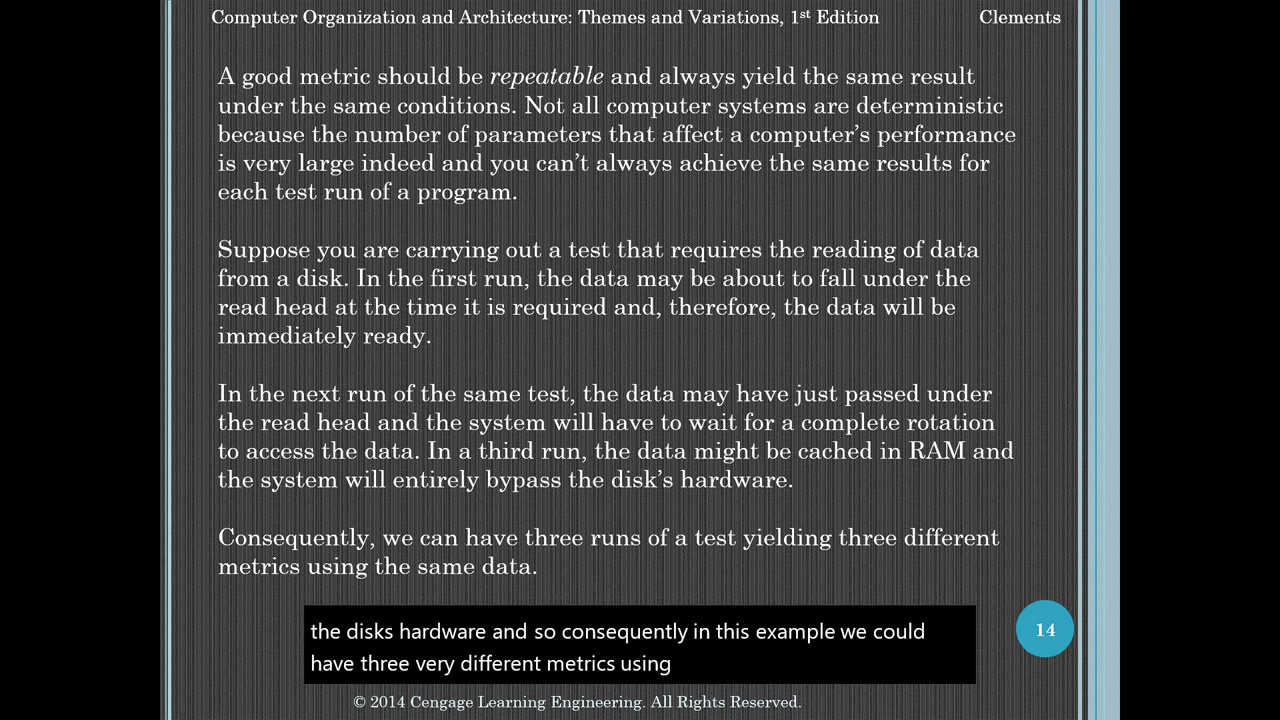 Computer Organization and Architecture: Themes and Variations, 1st Edition Clements
A good metric should be repeatable and always yield the same result
under the same conditions. Not all computer systems are deterministic
because the number of parameters that affect a computer’s performance
is very large indeed and you can’t always achieve the same results for
each test run of a program.
Suppose you are carrying out a test that requires the reading of data
from a disk. In the first run, the data may be about to fall under the
read head at the time it is required and, therefore, the data will be
immediately ready.
In the next run of the same test, the data may have just passed under
the read head and the system will have to wait for a complete rotation
to access the data. In a third run, the data might be cached in RAM and
the system will entirely bypass the disk’s hardware.
Consequently, we can have three runs of a test yielding three different
metrics using the same data.
the disks hardware and so consequently in this example we could
have three very different metrics using
14
© 2014 Cengage Learning Engineering. All Rights Reserved.